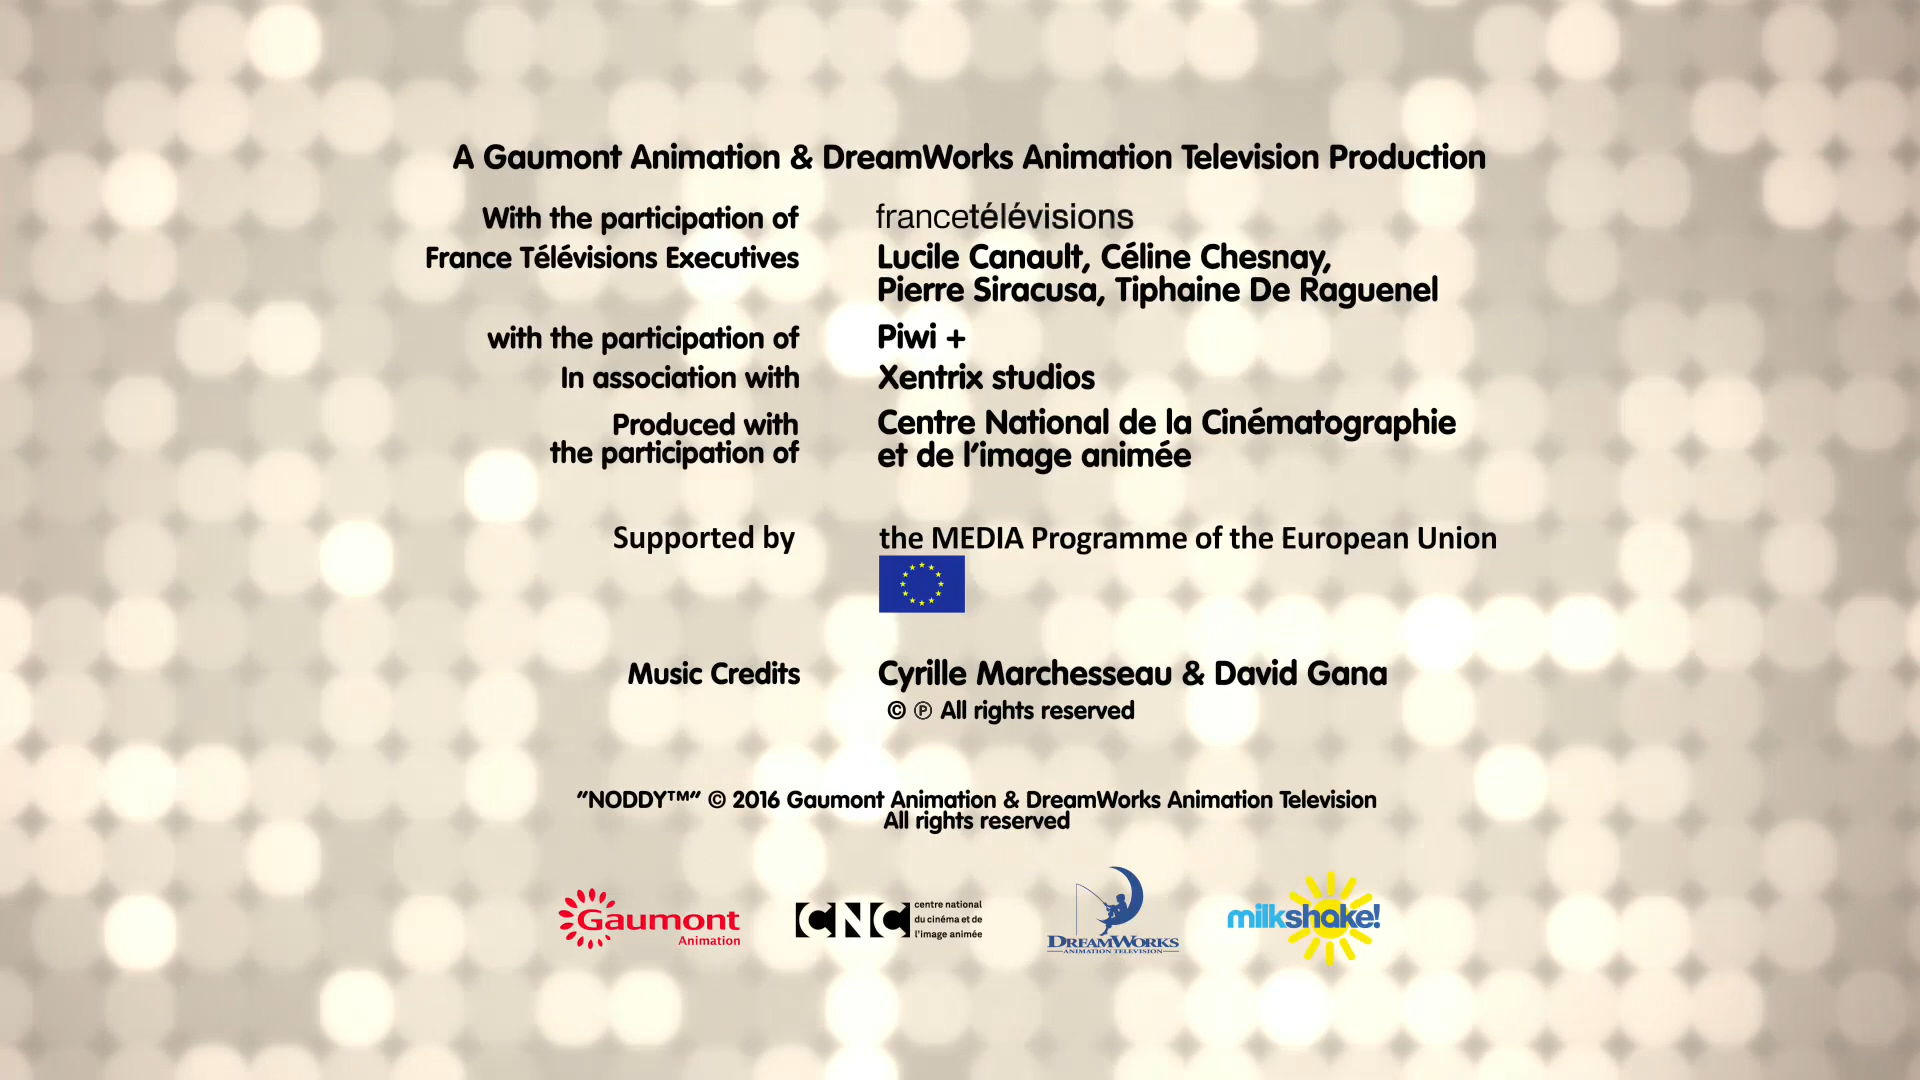 A Gaumont Animation & DreamWorks Animation Television Production
With the participation of francetélévisions
France Télévisions Executives Lucile Canault, Céline Chesnay,
Pierre Siracusa, Tiphaine De Raguenel
with the participation of Piwi +
In association with Xentrix studios
Produced with
the participation of
Centre National de la Cinématographie
et de l'image animée
Supported by the MEDIA Programme of the European Union
Music Credits Cyrille Marchesseau & David Gana
© ℗ All rights reserved
"NODDY™" © 2016 Gaumont Animation & DreamWorks Animation Television
All rights reserved
Gaumont
Animation
CNC
centre national
du cinéma et de
l'image animée
DREAMWORKS
ANIMATION TELEVISION
milkshake!